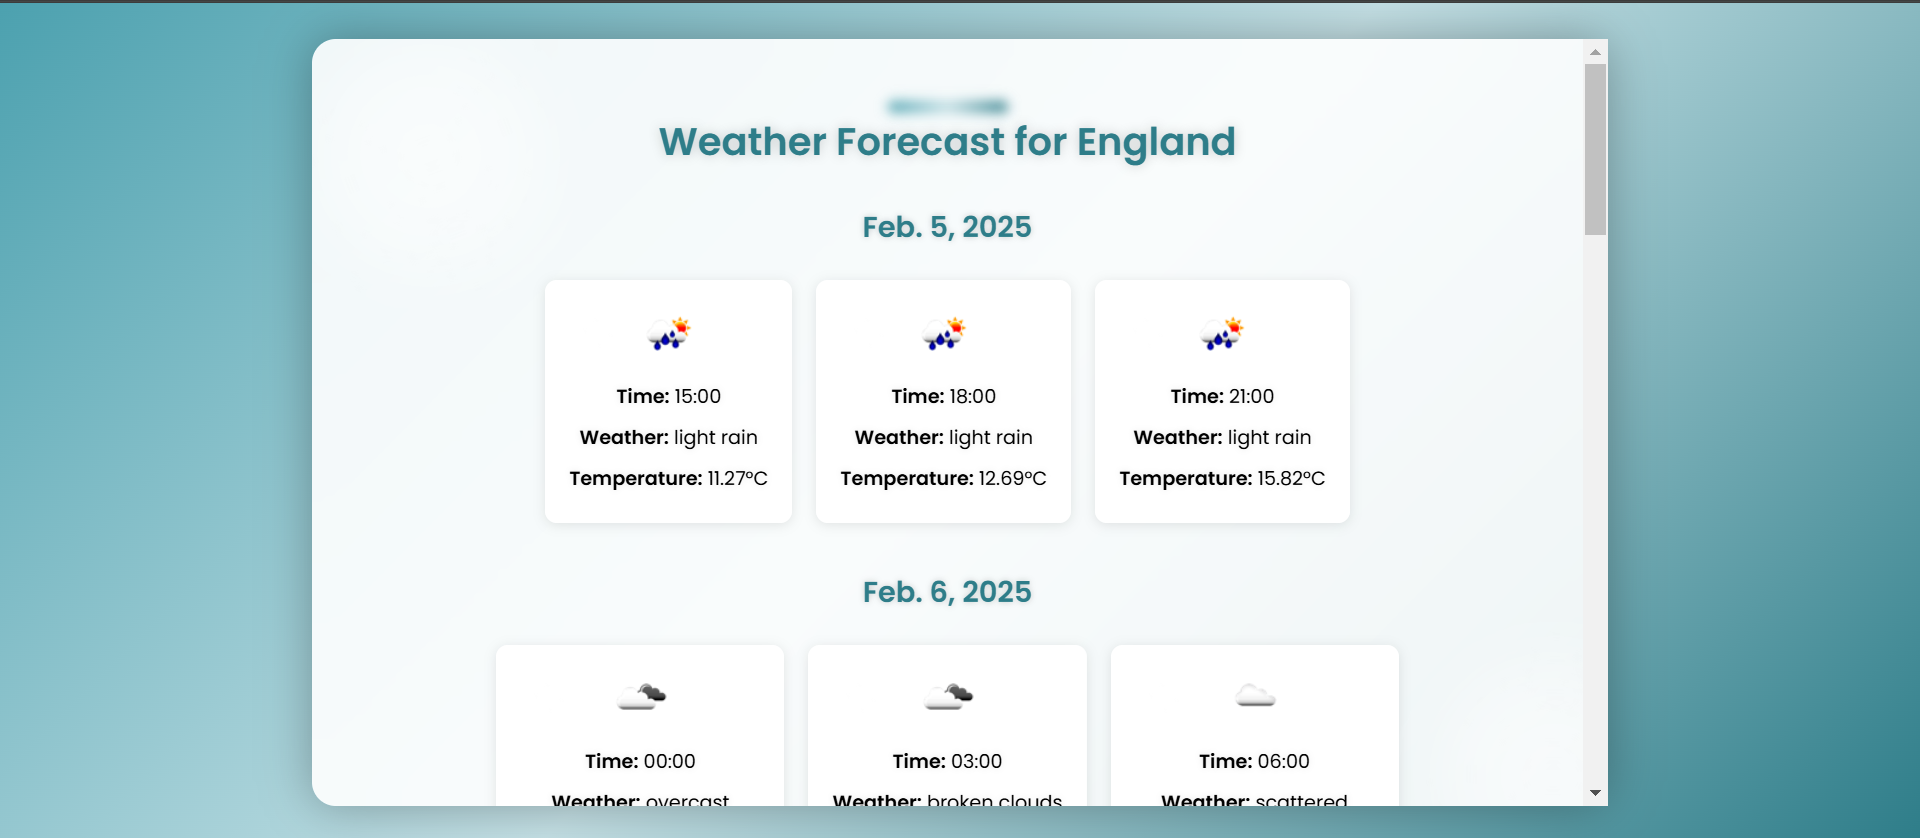 Weather Forecast for England
Feb. 5, 2025
Time: 15:00
Weather: light rain
Temperature: 11.27°C
Time: 18:00
Weather: light rain
Temperature: 12.69°C
Time: 21:00
Weather: light rain
Temperature: 15.82°C
Feb. 6, 2025
Time: 00:00
Weather: overcast
Time: 03:00
Weather: broken clouds
Time: 06:00
Weather: scattered